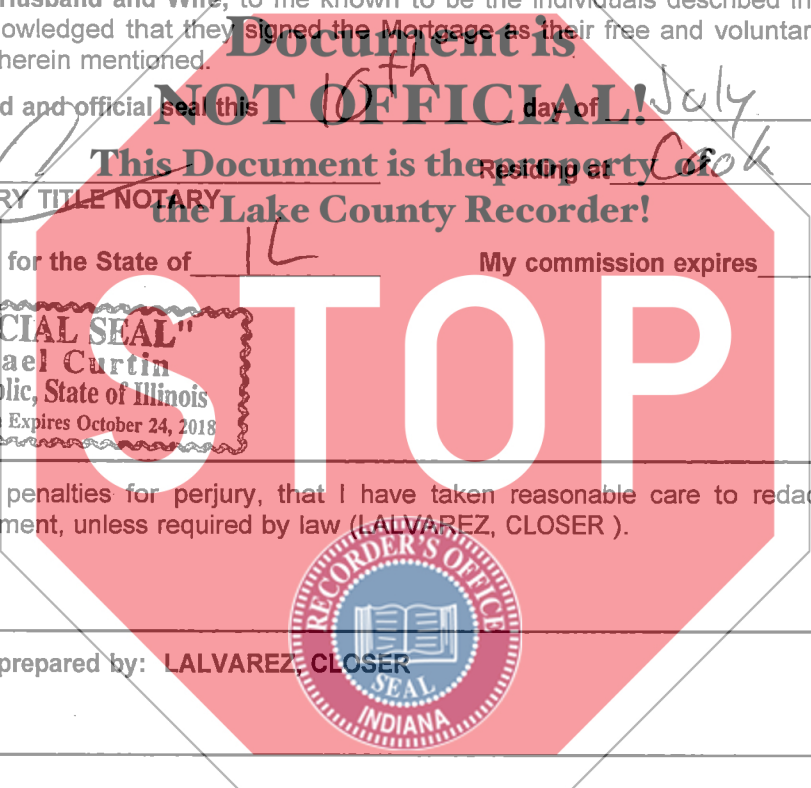 Husband and Wife, to me known to be the individuals described in
owledged that they signed the Mortgage as their free and voluntar
herein mentioned.
Document is
NOT OFFICIAL!
This Document is the property of
the Lake County Recorder!
d and official seal this 15th day of July
Residing at Cook
RY TITLE NOTARY
for the State of IL My commission expires
STOP
CIAL SEAL"
ael Curtin
blic, State of Illinois
Expires October 24, 2018
penalties for perjury, that I have taken reasonable care to redac
ment, unless required by law (LALVAREZ, CLOSER ).
RECORDER'S OFFICE
SEAL
INDIANA
prepared by: LALVAREZ, CLOSER